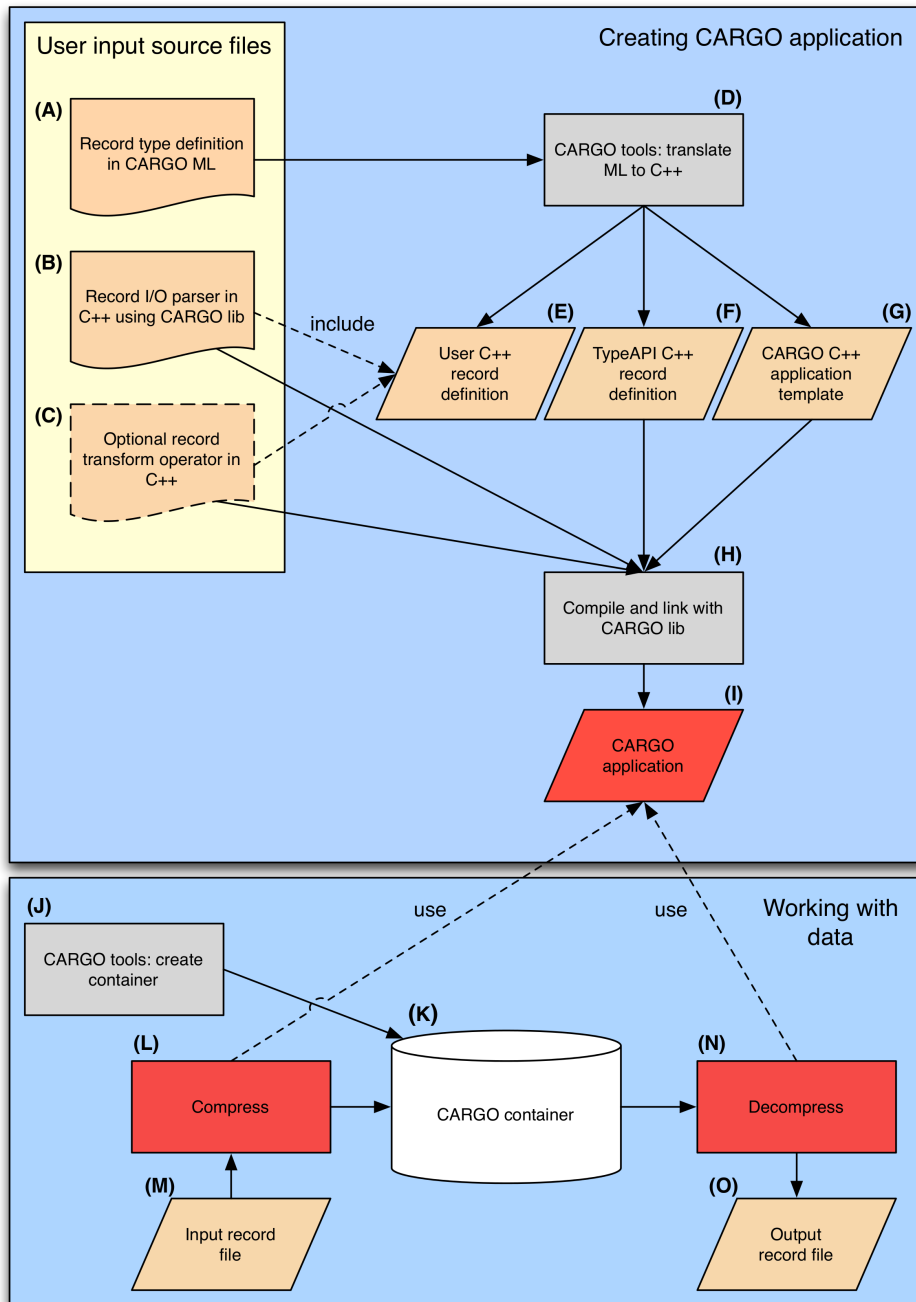 User input source files
Creating CARGO application
(A)
Record type definition
in CARGO ML
(D)
CARGO tools: translate
ML to C++
(B)
Record I/O parser in
C++ using CARGO lib
include
(E)
User C++
record
definition
(F)
TypeAPI C++
record
definition
(G)
CARGO C++
application
template
(C)
Optional record
transform operator in
C++
(H)
Compile and link with
CARGO lib
(I)
CARGO
application
Working with
data
use
use
(J)
CARGO tools: create
container
(K)
CARGO container
(L)
Compress
(N)
Decompress
(M)
Input record
file
(O)
Output
record file